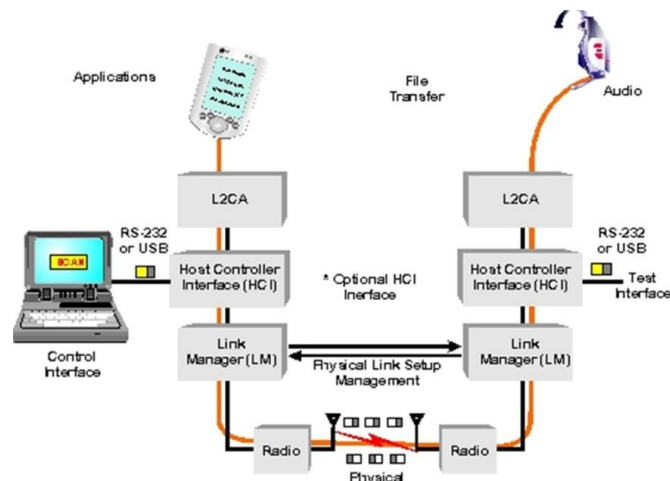 Applications
File
Transfer
Audio
L2CA
L2CA
RS-232
or USB
RS-232
or USB
SCAN
Host Controller
Interface (HCI)
* Optional HCI
Inerface
Host Controller
Interface (HCI)
Test
Interface
Control
Interface
Link
Manager (LM)
Physical Link Setup
Management
Link
Manager (LM)
Radio
Radio
Physical